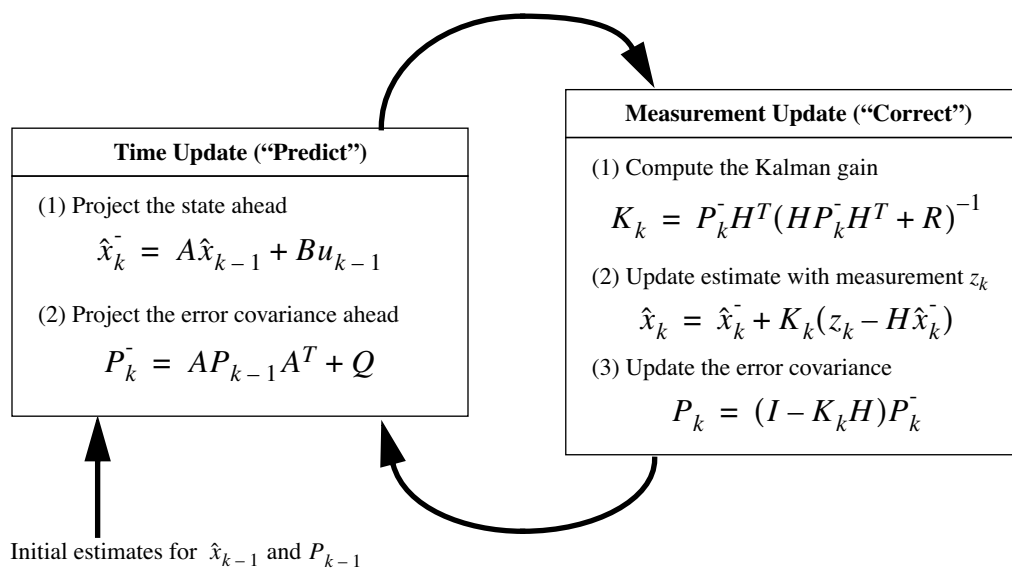 Time Update (“Predict”)
(1) Project the state ahead
x̂ₖ⁻ = Ax̂ₖ₋₁ + Buₖ₋₁
(2) Project the error covariance ahead
Pₖ⁻ = APₖ₋₁Aᵀ + Q
Initial estimates for x̂ₖ₋₁ and Pₖ₋₁
Measurement Update (“Correct”)
(1) Compute the Kalman gain
Kₖ = Pₖ⁻Hᵀ(HPₖ⁻Hᵀ + R)⁻¹
(2) Update estimate with measurement zₖ
x̂ₖ = x̂ₖ⁻ + Kₖ(zₖ – Hx̂ₖ⁻)
(3) Update the error covariance
Pₖ = (I – KₖH)Pₖ⁻